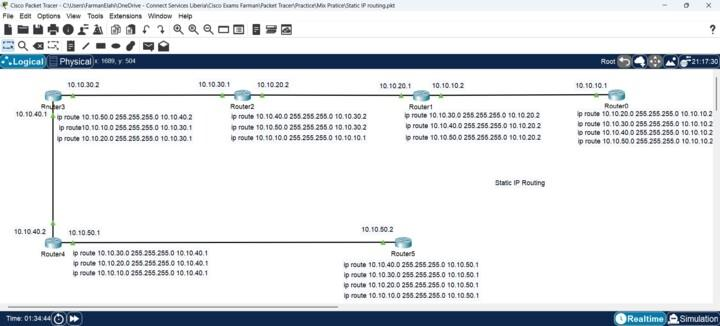 Cisco Packet Tracer - C:\Users\FarmanElahi\OneDrive - Connect Services Liberia\Cisco Exams Farman\Packet Tracer\Practice\Mix Pratice\Static IP routing.pkt
File Edit Options View Tools Extensions Window Help
Logical Physical x: 1689, y: 504 Root 21:17:30
10.10.30.2 10.10.30.1 10.10.20.2 10.10.20.1 10.10.10.2 10.10.10.1
Router3 Router2 Router1 Router0
10.10.40.1
ip route 10.10.50.0 255.255.255.0 10.10.40.2
ip route10.10.10.0 255.255.255.0 10.10.30.1
ip route 10.10.20.0 255.255.255.0 10.10.30.1
ip route 10.10.40.0 255.255.255.0 10.10.30.2
ip route 10.10.50.0 255.255.255.0 10.10.30.2
ip route 10.10.10.0 255.255.255.0 10.10.10.1
ip route 10.10.30.0 255.255.255.0 10.10.20.2
ip route 10.10.40.0 255.255.255.0 10.10.20.2
ip route 10.10.50.0 255.255.255.0 10.10.20.2
ip route 10.10.20.0 255.255.255.0 10.10.10.2
ip route 10.10.30.0 255.255.255.0 10.10.10.2
ip route 10.10.40.0 255.255.255.0 10.10.10.2
ip route 10.10.50.0 255.255.255.0 10.10.10.2
Static IP Routing
10.10.40.2 10.10.50.1 10.10.50.2
Router4 Router5
ip route 10.10.30.0 255.255.255.0 10.10.40.1
ip route 10.10.20.0 255.255.255.0 10.10.40.1
ip route 10.10.10.0 255.255.255.0 10.10.40.1
ip route 10.10.40.0 255.255.255.0 10.10.50.1
ip route 10.10.30.0 255.255.255.0 10.10.50.1
ip route 10.10.20.0 255.255.255.0 10.10.50.1
ip route 10.10.10.0 255.255.255.0 10.10.50.1
Time: 01:34:44 Realtime Simulation